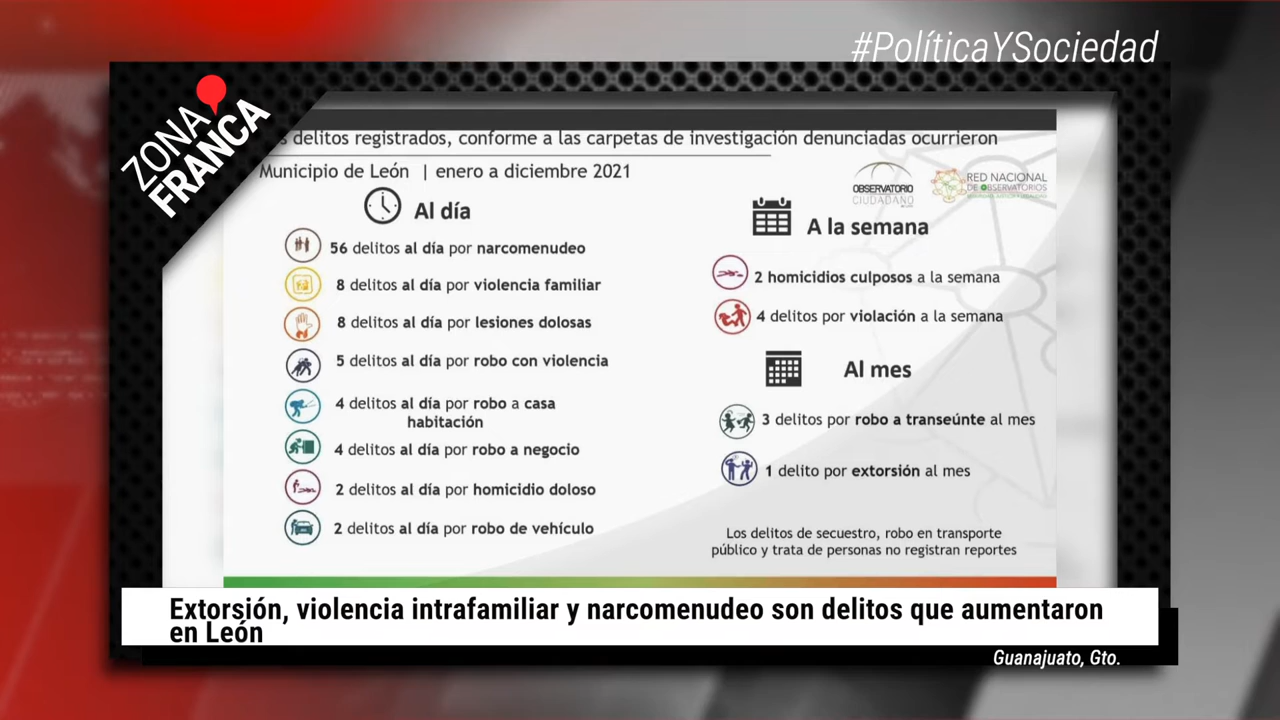 #PolíticaYSociedad
ZONA
FRANCA
delitos registrados, conforme a las carpetas de investigación denunciadas ocurrieron
Municipio de León | enero a diciembre 2021
OBSERVATORIO
CIUDADANO
RED NACIONAL
DE OBSERVATORIOS
Al día
56 delitos al día por narcomenudeo
8 delitos al día por violencia familiar
8 delitos al día por lesiones dolosas
5 delitos al día por robo con violencia
4 delitos al día por robo a casa
habitación
4 delitos al día por robo a negocio
2 delitos al día por homicidio doloso
2 delitos al día por robo de vehículo
A la semana
2 homicidios culposos a la semana
4 delitos por violación a la semana
Al mes
3 delitos por robo a transeúnte al mes
1 delito por extorsión al mes
Los delitos de secuestro, robo en transporte
público y trata de personas no registran reportes
Extorsión, violencia intrafamiliar y narcomenudeo son delitos que aumentaron
en León
Guanajuato, Gto.